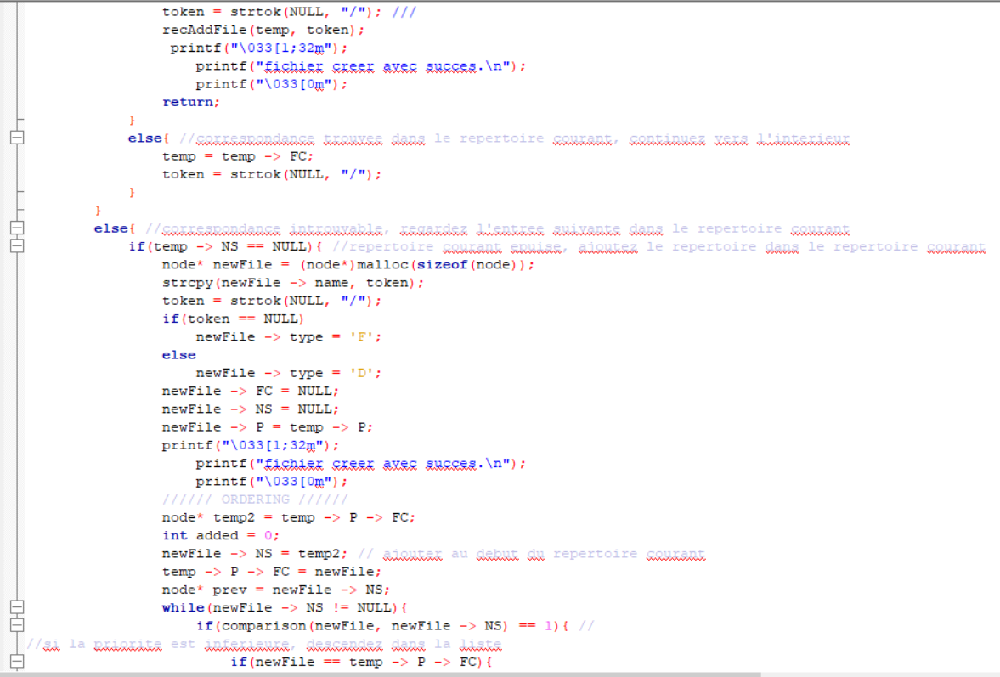 token = strtok(NULL, "/"); ///
recAddFile(temp, token);
printf("\033[1;32m");
printf("fichier creer avec succes.\n");
printf("\033[0m");
return;
}
else{ //correspondance trouvee dans le repertoire courant, continuez vers l'interieur
temp = temp -> FC;
token = strtok(NULL, "/");
}
}
else{ //correspondance introuvable, regardez l'entree suivante dans le repertoire courant
if(temp -> NS == NULL){ //repertoire courant epuise, ajoutez le repertoire dans le repertoire courant
node* newFile = (node*)malloc(sizeof(node));
strcpy(newFile -> name, token);
token = strtok(NULL, "/");
if(token == NULL)
newFile -> type = 'F';
else
newFile -> type = 'D';
newFile -> FC = NULL;
newFile -> NS = NULL;
newFile -> P = temp -> P;
printf("\033[1;32m");
printf("fichier creer avec succes.\n");
printf("\033[0m");
////// ORDERING //////
node* temp2 = temp -> P -> FC;
int added = 0;
newFile -> NS = temp2; // ajouter au debut du repertoire courant
temp -> P -> FC = newFile;
node* prev = newFile -> NS;
while(newFile -> NS != NULL){
if(comparison(newFile, newFile -> NS) == 1){ //
//si la priorite est inferieure, descendez dans la liste
if(newFile == temp -> P -> FC){